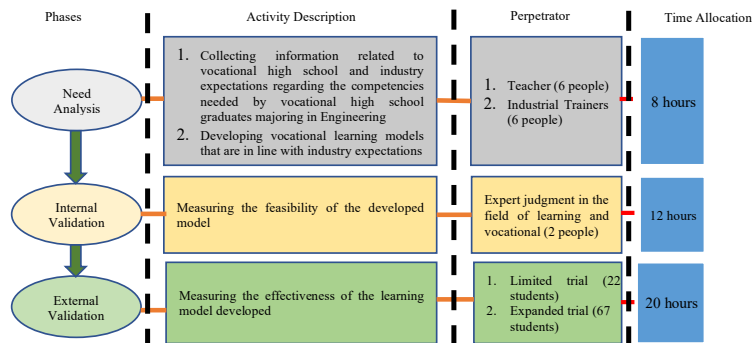 Phases
Activity Description
Perpetrator
Time Allocation
Need
Analysis
1. Collecting information related to
vocational high school and industry
expectations regarding the competencies
needed by vocational high school
graduates majoring in Engineering
2. Developing vocational learning models
that are in line with industry expectations
1. Teacher (6 people)
2. Industrial Trainers
(6 people)
8 hours
Internal
Validation
Measuring the feasibility of the developed
model
Expert judgment in the
field of learning and
vocational (2 people)
12 hours
External
Validation
Measuring the effectiveness of the learning
model developed
1. Limited trial (22
students)
2. Expanded trial (67
students)
20 hours